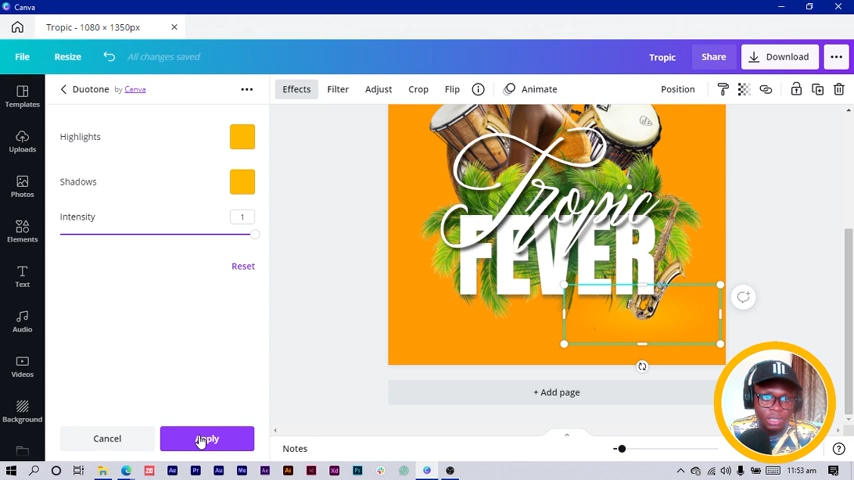 Canva
Tropic - 1080 × 1350px
File
Resize
All changes saved
Tropic
Share
Download
Templates
Uploads
Photos
Elements
Text
Audio
Videos
Background
Duotone by Canva
Highlights
Shadows
Intensity
1
Reset
Cancel
Apply
Effects
Filter
Adjust
Crop
Flip
Animate
Position
Tropic
FEVER
+ Add page
Notes
11:53 am